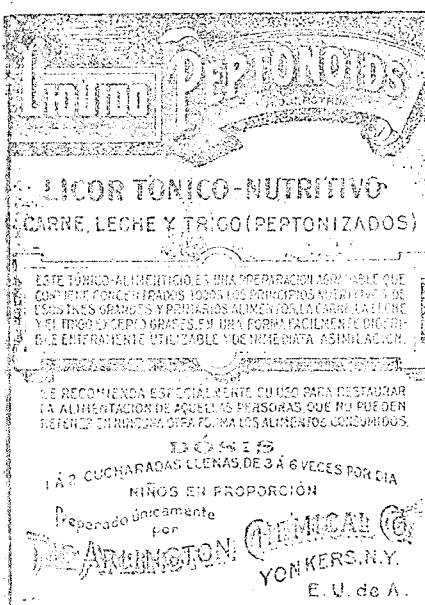 LIQUIDO PEPTONOIDS
LICOR TONICO-NUTRITIVO
CARNE, LECHE Y TRIGO (PEPTONIZADOS)
ESTE TONICO-ALIMENTICIO, ES UNA PREPARACION AGRADABLE QUE
CONTIENE CONCENTRADOS TODOS LOS PRINCIPIOS NUTRITIVOS DE
ESOS TRES GRANDES Y PRIMARIOS ALIMENTOS, LA CARNE, LA LECHE
Y EL TRIGO EXCEPTO GRASES, EN UNA FORMA FACILMENTE DIGERI-
BLE ENTERAMENTE UTILIZABLE Y DE INMEDIATA ASIMILACION.
SE RECOMIENDA ESPECIALMENTE SU USO PARA RESTAURAR
LA ALIMENTACION DE AQUELLAS PERSONAS, QUE NO PUEDEN
RETENER EN NINGUNA OTRA FORMA LOS ALIMENTOS CONSUMIDOS.
DÓSIS
1 Á 2 CUCHARADAS LLENAS, DE 3 Á 6 VECES POR DIA
NIÑOS EN PROPORCIÓN
Preparado únicamente
por
THE ARLINGTON CHEMICAL Co.
YONKERS, N.Y.
E. U. de A.